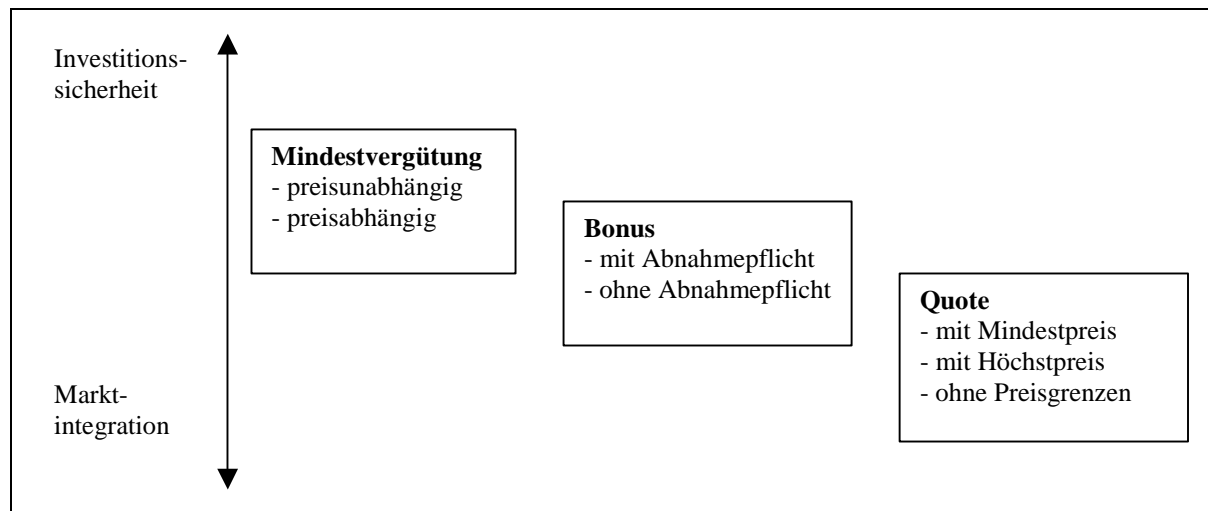 Investitions-
sicherheit
Mindestvergütung
- preisunabhängig
- preisabhängig
Bonus
- mit Abnahmepflicht
- ohne Abnahmepflicht
Quote
- mit Mindestpreis
- mit Höchstpreis
- ohne Preisgrenzen
Markt-
integration